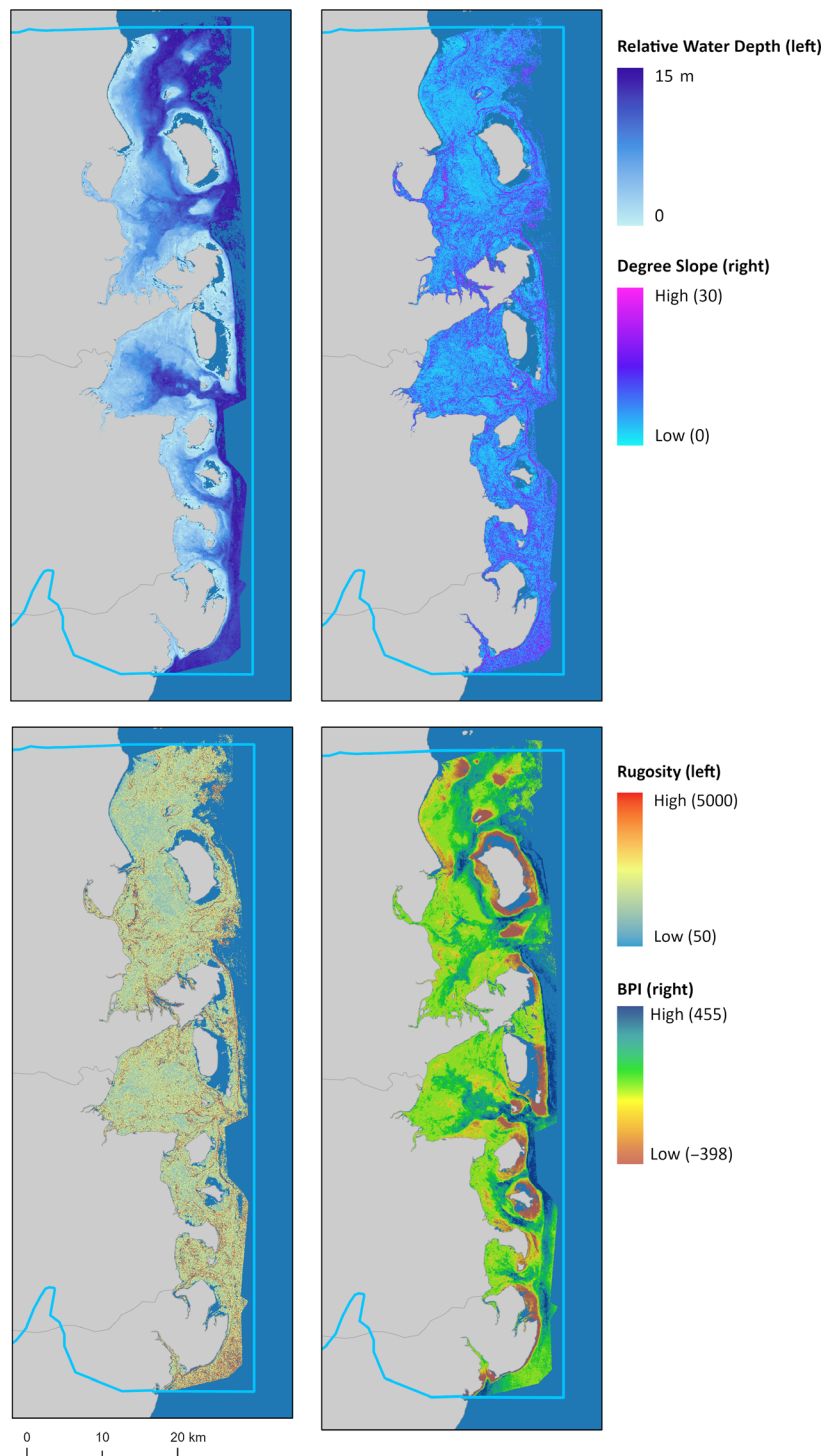 Relative Water Depth (left)
15 m
0
Degree Slope (right)
High (30)
Low (0)
Rugosity (left)
High (5000)
Low (50)
BPI (right)
High (455)
Low (–398)
0 10 20 km